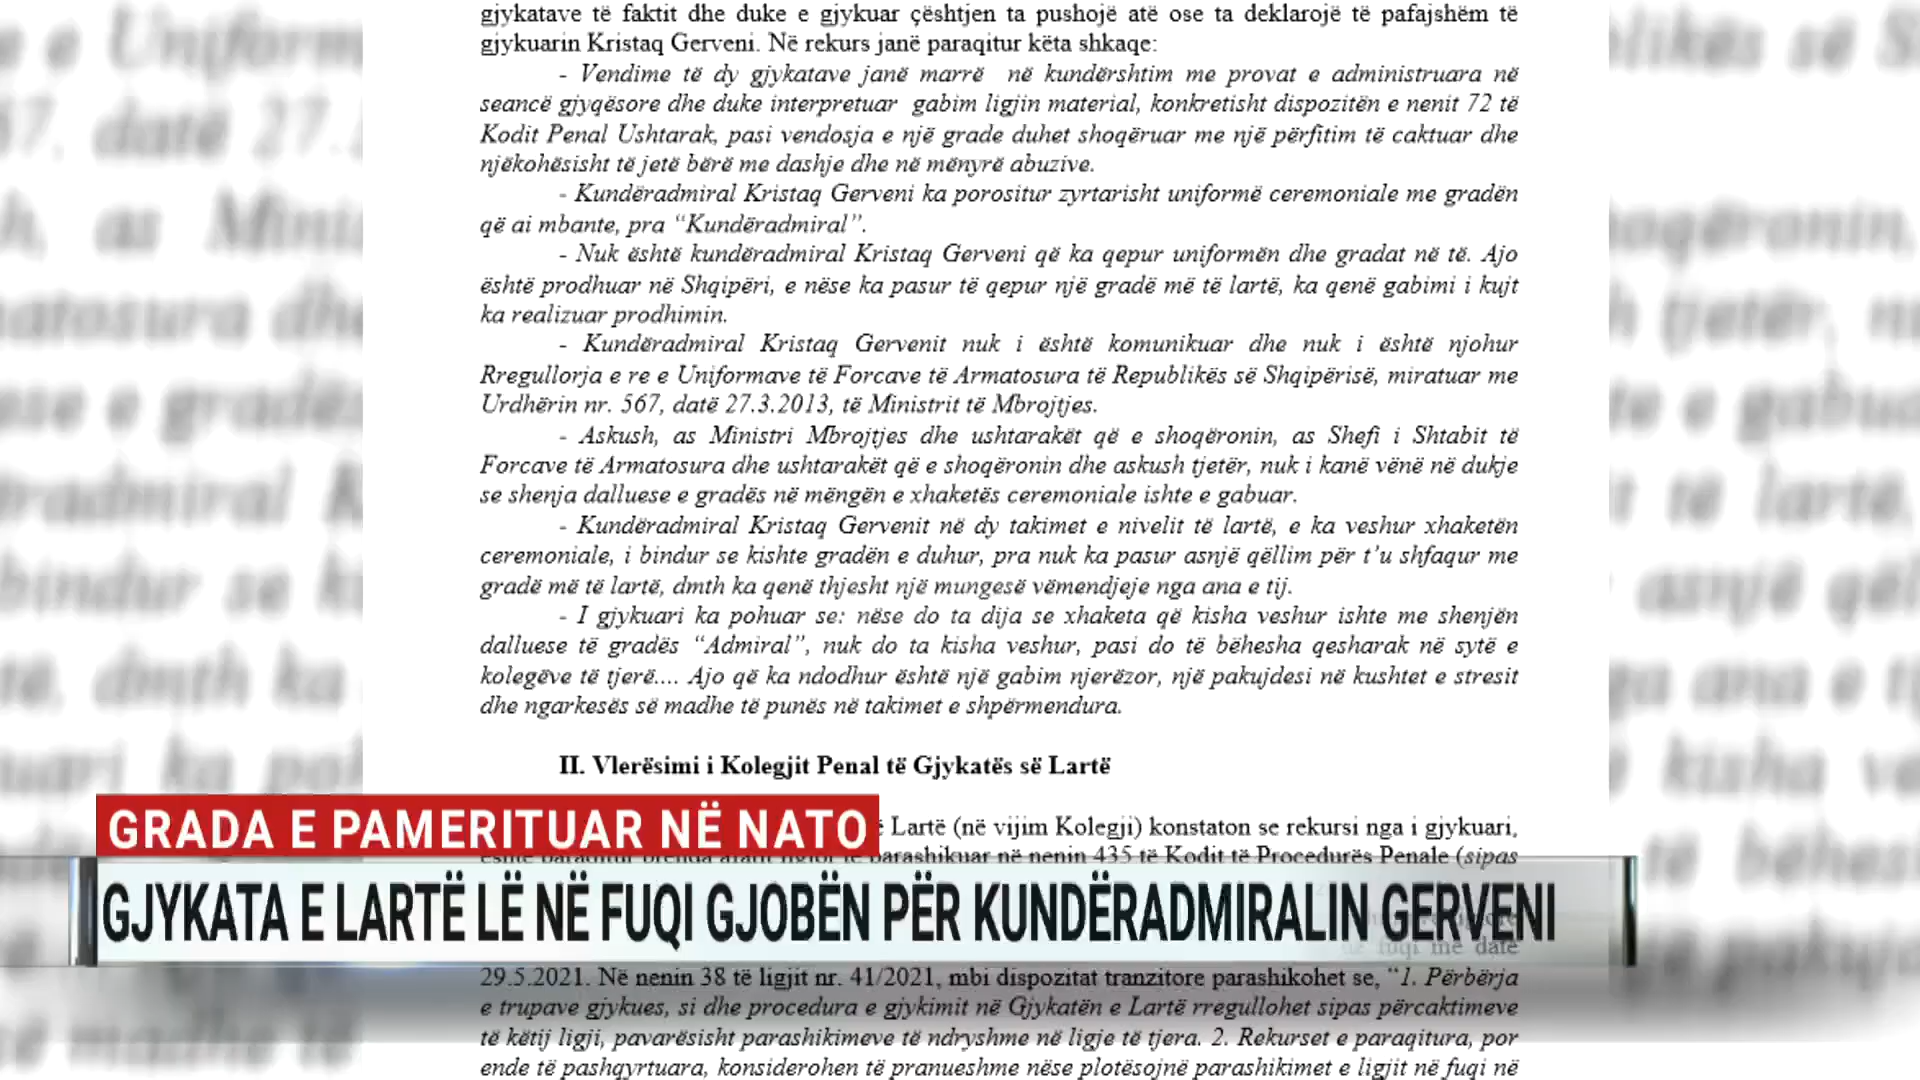 gjykatave të faktit dhe duke e gjykuar çështjen ta pushojë atë ose ta deklarojë të pafajshëm të
gjykuarin Kristaq Gerveni. Në rekurs janë paraqitur këta shkaqe:
- Vendime të dy gjykatave janë marrë në kundërshtim me provat e administruara në
seancë gjyqësore dhe duke interpretuar gabim ligjin material, konkretisht dispozitën e nenit 72 të
Kodit Penal Ushtarak, pasi vendosja e një grade duhet shoqëruar me një përfitim të caktuar dhe
njëkohësisht të jetë bërë me dashje dhe në mënyrë abuzive.
- Kundëradmiral Kristaq Gerveni ka porositur zyrtarisht uniformë ceremoniale me gradën
që ai mbante, pra “Kundëradmiral”.
- Nuk është kundëradmiral Kristaq Gerveni që ka qepur uniformën dhe gradat në të. Ajo
është prodhuar në Shqipëri, e nëse ka pasur të qepur një gradë më të lartë, ka qenë gabimi i kujt
ka realizuar prodhimin.
- Kundëradmiral Kristaq Gervenit nuk i është komunikuar dhe nuk i është njohur
Rregullorja e re e Uniformave të Forcave të Armatosura të Republikës së Shqipërisë, miratuar me
Urdhërin nr. 567, datë 27.3.2013, të Ministrit të Mbrojtjes.
- Askush, as Ministri Mbrojtjes dhe ushtarakët që e shoqëronin, as Shefi i Shtabit të
Forcave të Armatosura dhe ushtarakët që e shoqëronin dhe askush tjetër, nuk i kanë vënë në dukje
se shenja dalluese e gradës në mëngën e xhaketës ceremoniale ishte e gabuar.
- Kundëradmiral Kristaq Gervenit në dy takimet e nivelit të lartë, e ka veshur xhaketën
ceremoniale, i bindur se kishte gradën e duhur, pra nuk ka pasur asnjë qëllim për t’u shfaqur me
gradë më të lartë, dmth ka qenë thjesht një mungesë vëmendjeje nga ana e tij.
- I gjykuari ka pohuar se: nëse do ta dija se xhaketa që kisha veshur ishte me shenjën
dalluese të gradës “Admiral”, nuk do ta kisha veshur, pasi do të bëhesha qesharak në sytë e
kolegëve të tjerë.... Ajo që ka ndodhur është një gabim njerëzor, një pakujdesi në kushtet e stresit
dhe ngarkesës së madhe të punës në takimet e shpërmendura.
II. Vlerësimi i Kolegjit Penal të Gjykatës së Lartë
GRADA E PAMERITUAR NË NATO
Lartë (në vijim Kolegji) konstaton se rekursi nga i gjykuari,
parashikuar në nenin 435 të Kodit të Procedurës Penale (sipas
GJYKATA E LARTË LË NË FUQI GJOBËN PËR KUNDËRADMIRALIN GERVENI
fuqi me datë
29.5.2021. Në nenin 38 të ligjit nr. 41/2021, mbi dispozitat tranzitore parashikohet se, “1. Përbërja
e trupave gjykues, si dhe procedura e gjykimit në Gjykatën e Lartë rregullohet sipas përcaktimeve
të këtij ligji, pavarësisht parashikimeve të ndryshme në ligje të tjera. 2. Rekurset e paraqitura, por
ende të pashqyrtuara, konsiderohen të pranueshme nëse plotësojnë parashikimet e ligjit në fuqi në